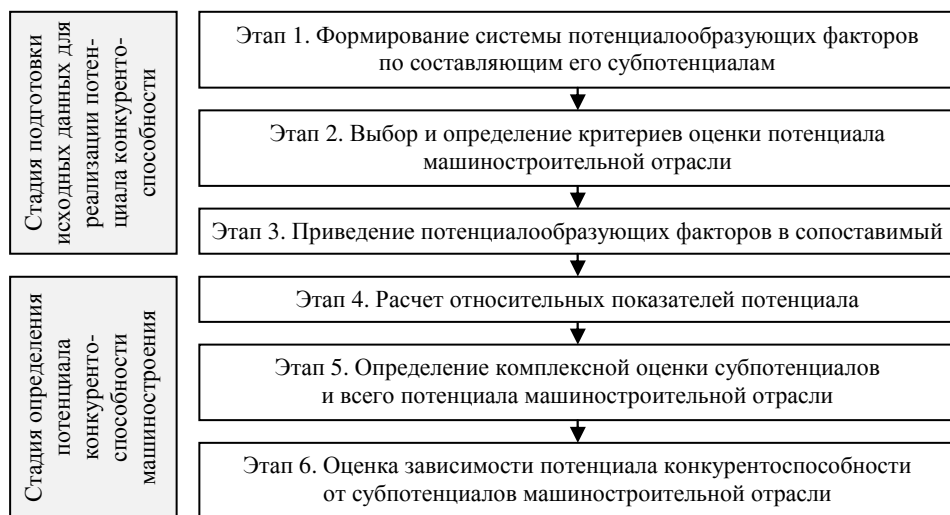 Стадия подготовки
исходных данных для
реализации потен-
циала конкуренто-
способности
Этап 1. Формирование системы потенциалообразующих факторов
по составляющим его субпотенциалам
Этап 2. Выбор и определение критериев оценки потенциала
машиностроительной отрасли
Этап 3. Приведение потенциалообразующих факторов в сопоставимый
Стадия определения
потенциала
конкуренто-
способности
машиностроения
Этап 4. Расчет относительных показателей потенциала
Этап 5. Определение комплексной оценки субпотенциалов
и всего потенциала машиностроительной отрасли
Этап 6. Оценка зависимости потенциала конкурентоспособности
от субпотенциалов машиностроительной отрасли